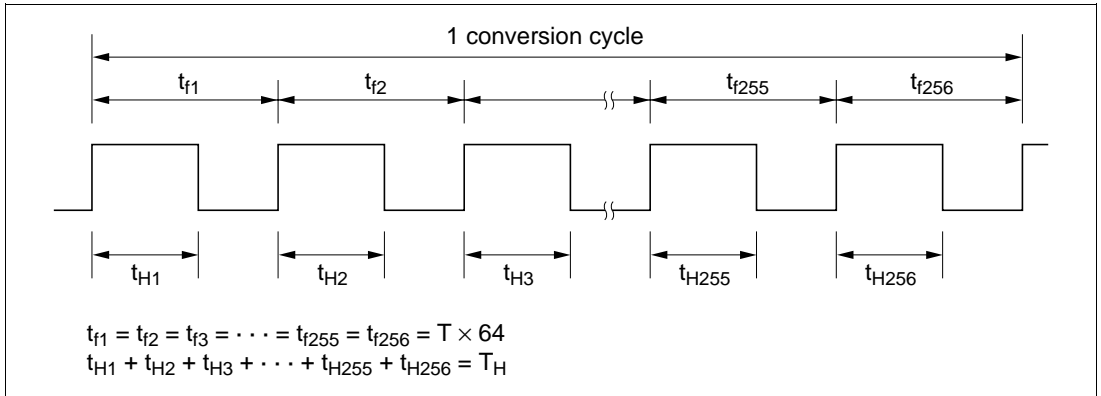 1 conversion cycle
tf1 tf2 tf255 tf256
tH1 tH2 tH3 tH255 tH256
tf1 = tf2 = tf3 = · · · = tf255 = tf256 = T × 64
tH1 + tH2 + tH3 + · · · + tH255 + tH256 = TH